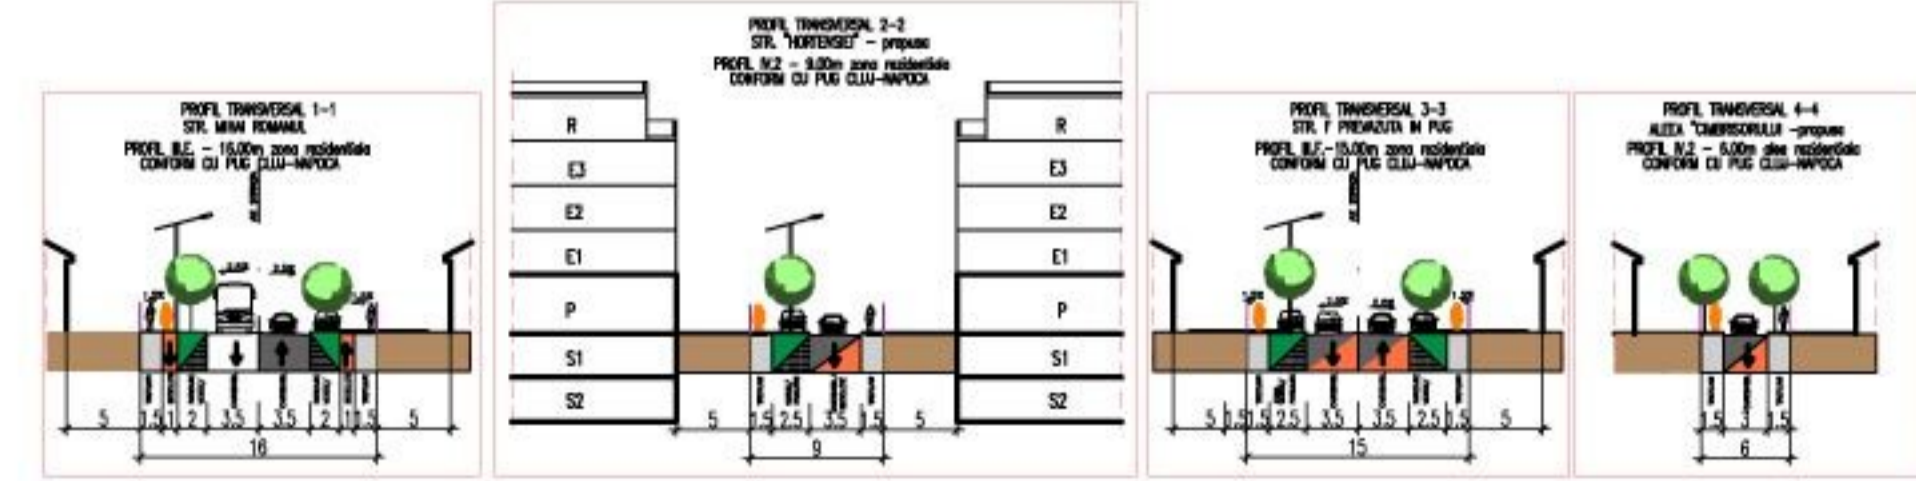 PROFIL TRANSVERSAL 1-1
STR. MIHAI ROMANUL
PROFIL III.E. - 16.00m zona rezidentiala
CONFORM CU PUG CLUJ-NAPOCA
5 1.5 1 2 3.5 3.5 2 1 1.5 5
16
PROFIL TRANSVERSAL 2-2
STR. "HORTENSIEI" - propusa
PROFIL IV.2 - 9.00m zona rezidentiala
CONFORM CU PUG CLUJ-NAPOCA
R R
E3 E3
E2 E2
E1 E1
P P
S1 S1
S2 S2
5 1.5 2.5 3.5 1.5 5
9
PROFIL TRANSVERSAL 3-3
STR. F PREVAZUTA IN PUG
PROFIL III.F.-15.00m zona rezidentiala
CONFORM CU PUG CLUJ-NAPOCA
5 1.5 1.5 2.5 3.5 3.5 2.5 1.5 5
15
PROFIL TRANSVERSAL 4-4
ALEEA "CIMBRISORULUI -propusa
PROFIL IV.2 - 6.00m alee rezidentiala
CONFORM CU PUG CLUJ-NAPOCA
1.5 3 1.5
6